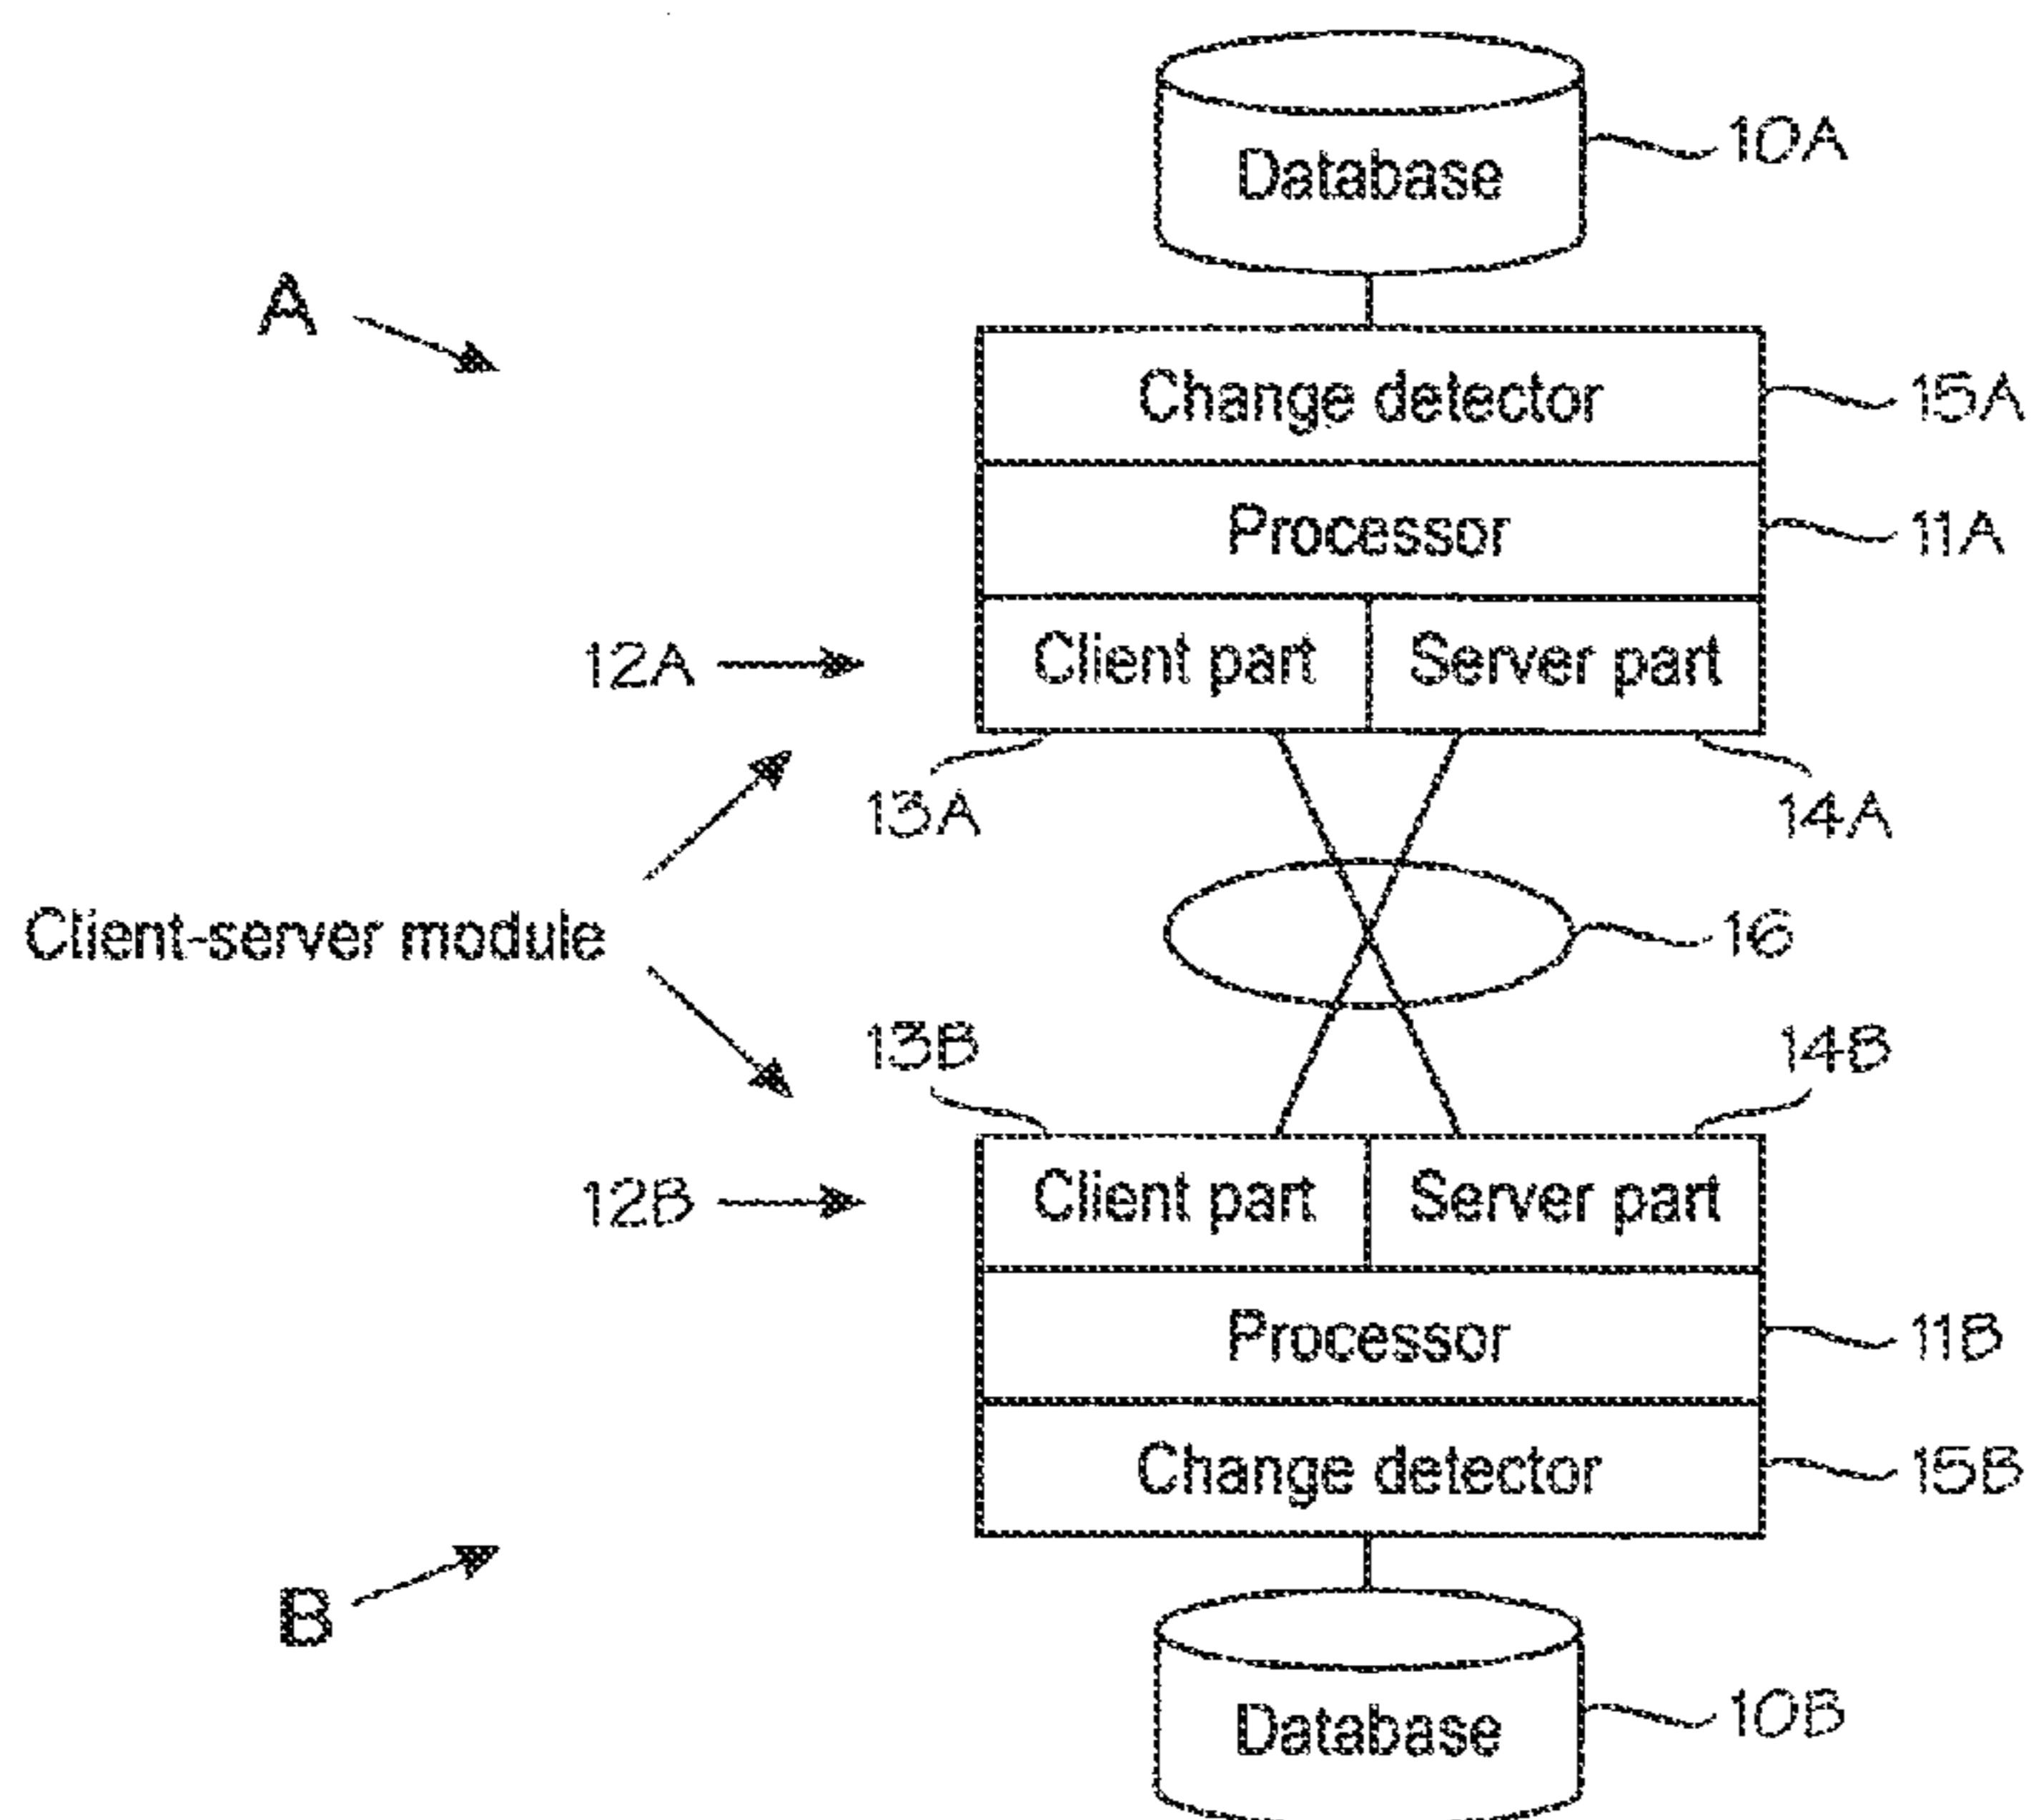 Database
10A
A
Change detector
15A
Processor
11A
12A
Client part
Server part
13A
14A
Client-server module
16
13B
14B
12B
Client part
Server part
Processor
11B
Change detector
15B
B
Database
10B